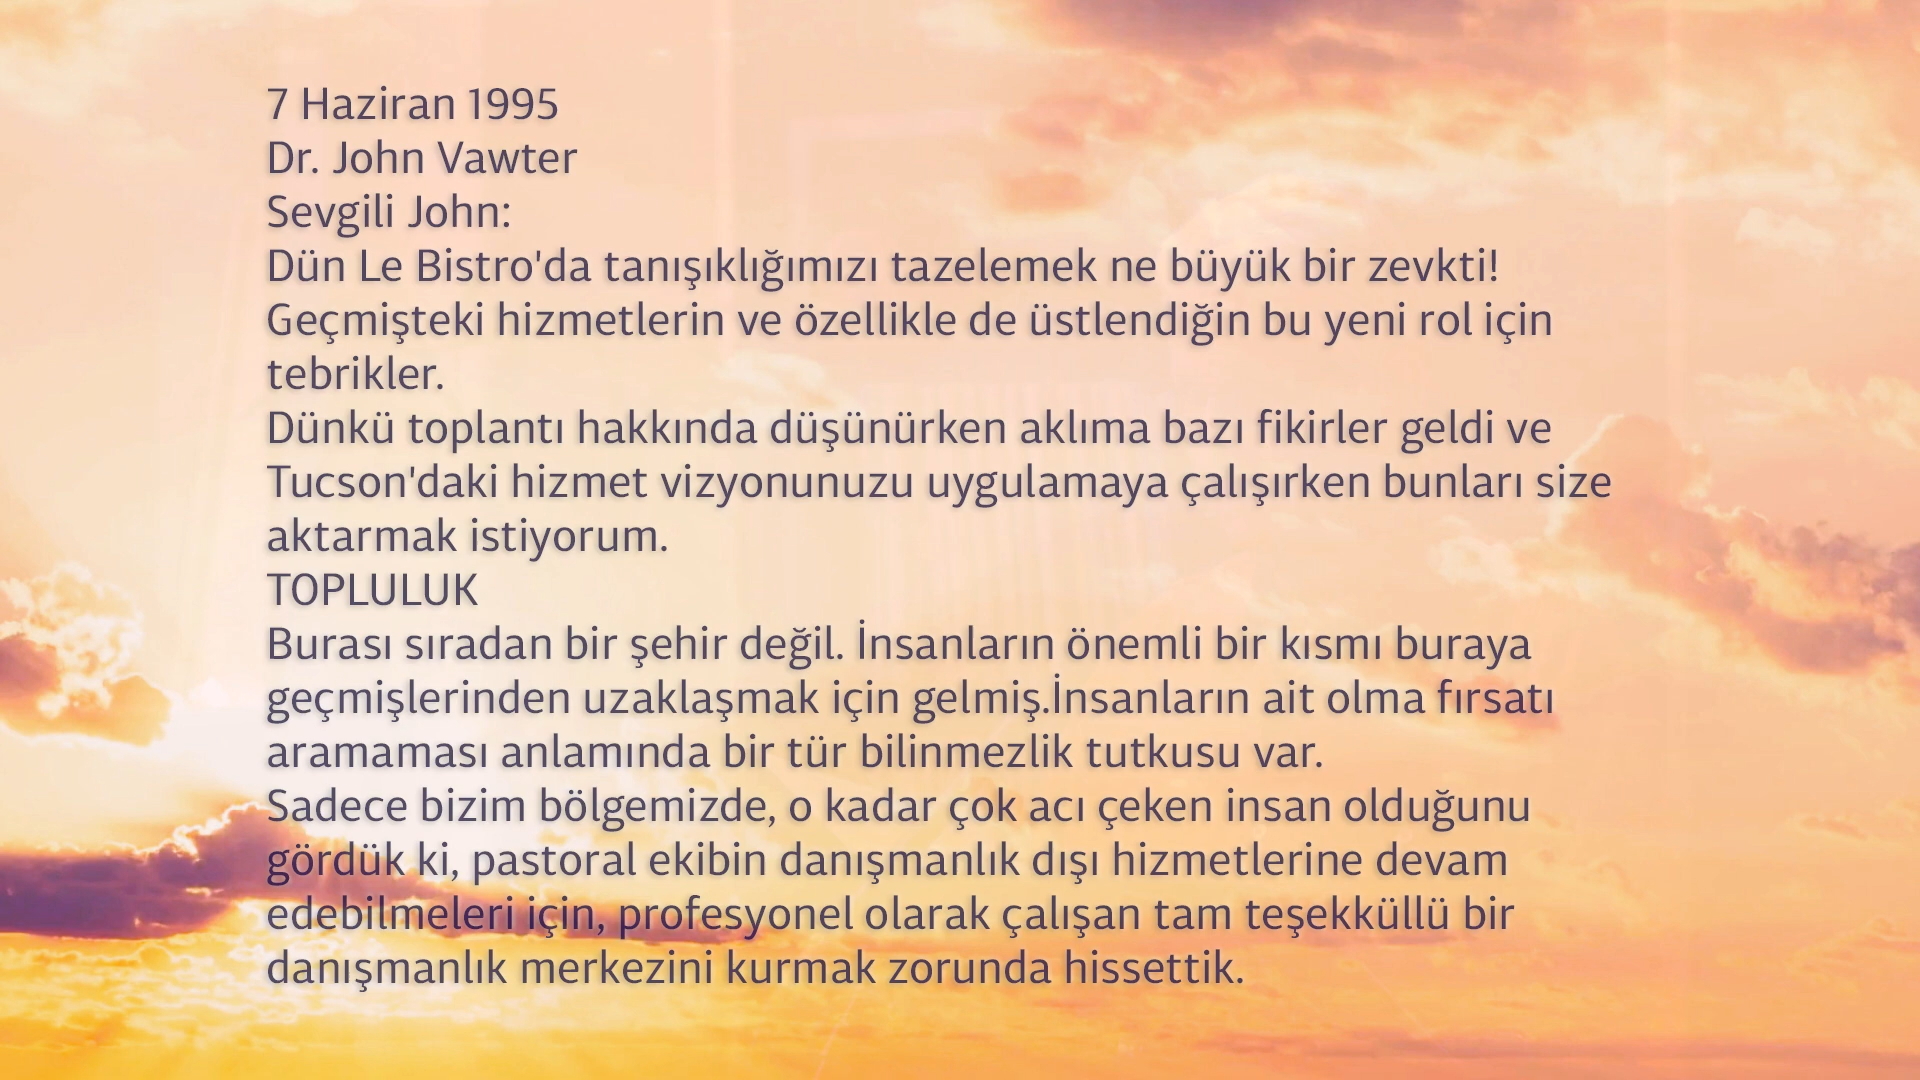 7 Haziran 1995
Dr. John Vawter
Sevgili John:
Dün Le Bistro'da tanışıklığımızı tazelemek ne büyük bir zevkti!
Geçmişteki hizmetlerin ve özellikle de üstlendiğin bu yeni rol için
tebrikler.
Dünkü toplantı hakkında düşünürken aklıma bazı fikirler geldi ve
Tucson'daki hizmet vizyonunuzu uygulamaya çalışırken bunları size
aktarmak istiyorum.
TOPLULUK
Burası sıradan bir şehir değil. İnsanların önemli bir kısmı buraya
geçmişlerinden uzaklaşmak için gelmiş.İnsanların ait olma fırsatı
aramaması anlamında bir tür bilinmezlik tutkusu var.
Sadece bizim bölgemizde, o kadar çok acı çeken insan olduğunu
gördük ki, pastoral ekibin danışmanlık dışı hizmetlerine devam
edebilmeleri için, profesyonel olarak çalışan tam teşekküllü bir
danışmanlık merkezini kurmak zorunda hissettik.